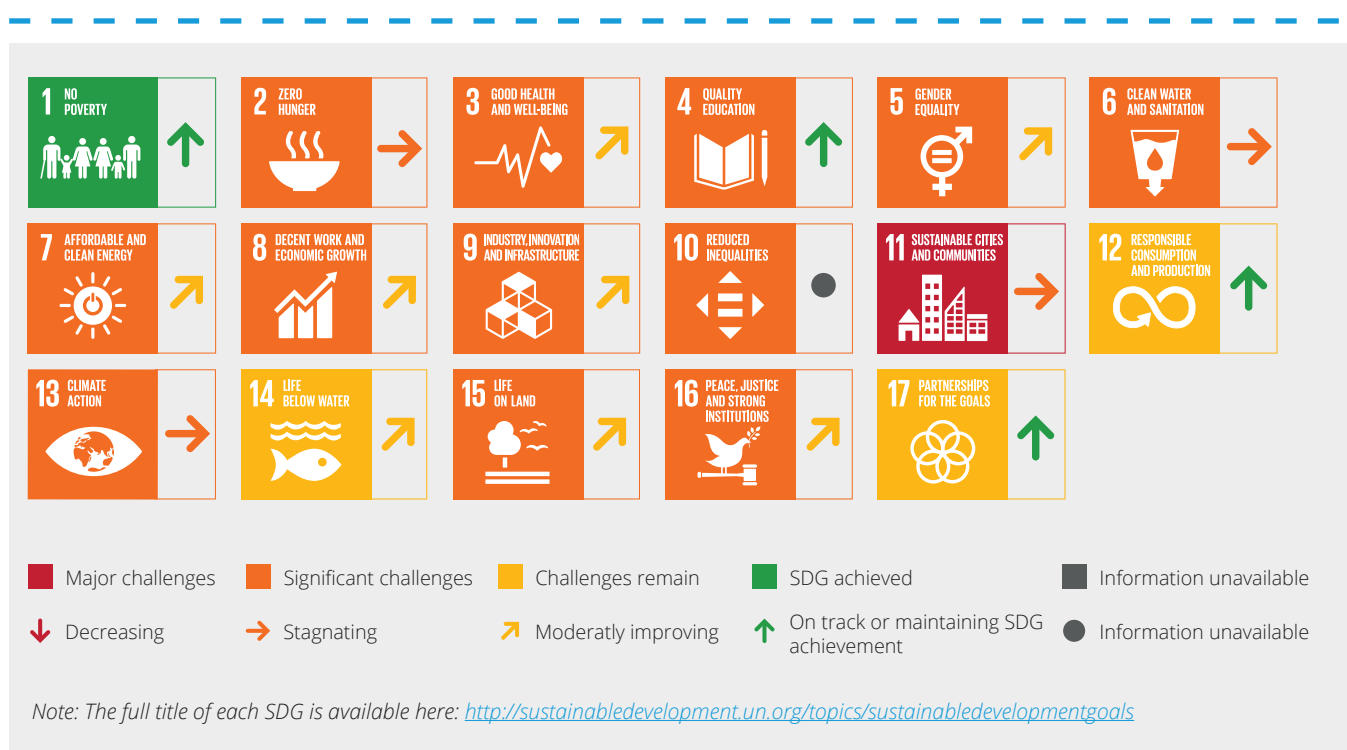 1 NO
POVERTY
2 ZERO
HUNGER
3 GOOD HEALTH
AND WELL-BEING
4 QUALITY
EDUCATION
5 GENDER
EQUALITY
6 CLEAN WATER
AND SANITATION
7 AFFORDABLE AND
CLEAN ENERGY
8 DECENT WORK AND
ECONOMIC GROWTH
9 INDUSTRY, INNOVATION
AND INFRASTRUCTURE
10 REDUCED
INEQUALITIES
11 SUSTAINABLE CITIES
AND COMMUNITIES
12 RESPONSIBLE
CONSUMPTION
AND PRODUCTION
13 CLIMATE
ACTION
14 LIFE
BELOW WATER
15 LIFE
ON LAND
16 PEACE, JUSTICE
AND STRONG
INSTITUTIONS
17 PARTNERSHIPS
FOR THE GOALS
Major challenges
Significant challenges
Challenges remain
SDG achieved
Information unavailable
Decreasing
Stagnating
Moderatly improving
On track or maintaining SDG
achievement
Information unavailable
Note: The full title of each SDG is available here: http://sustainabledevelopment.un.org/topics/sustainabledevelopmentgoals